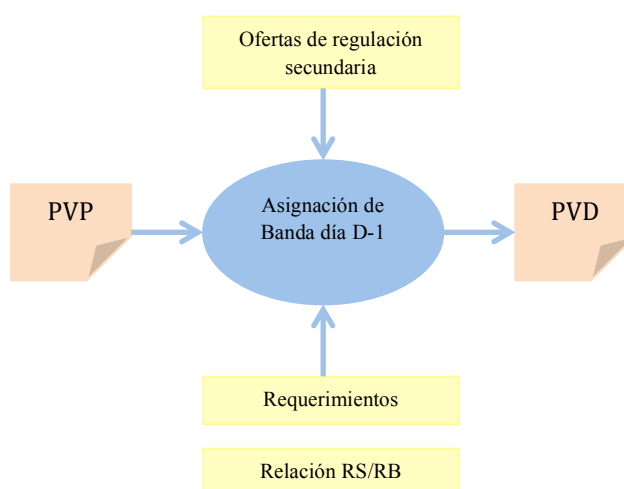 Ofertas de regulación
secundaria
PVP
Asignación de
Banda día D-1
PVD
Requerimientos
Relación RS/RB